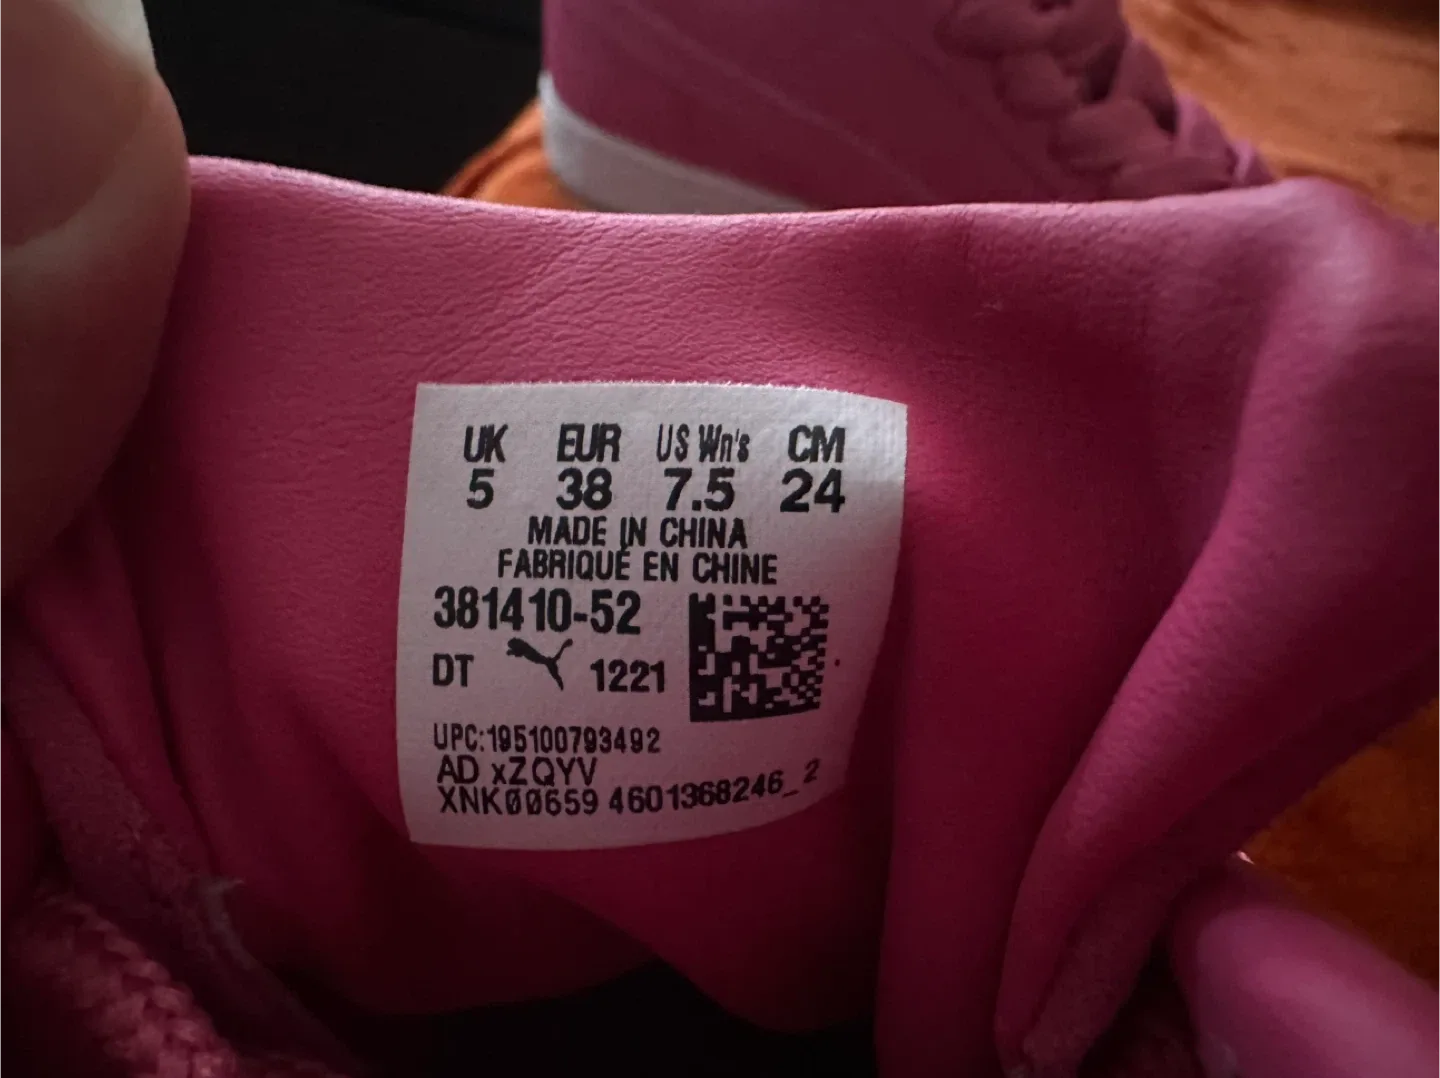 UK EUR US Wn's CM
5 38 7.5 24
MADE IN CHINA
FABRIQUÉ EN CHINE
381410-52
DT 1221
UPC:195100793492
AD xZQYV
XNK00659 4601368246_2